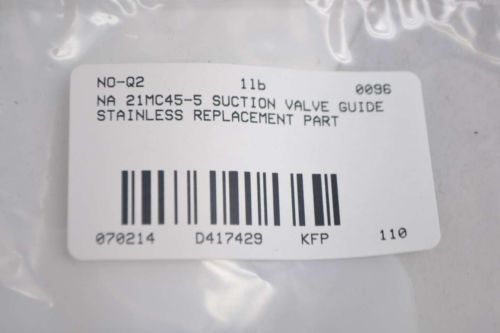 NO-Q2 1lb 0096
NA 21MC45-5 SUCTION VALVE GUIDE
STAINLESS REPLACEMENT PART
070214 D417429 KFP 110